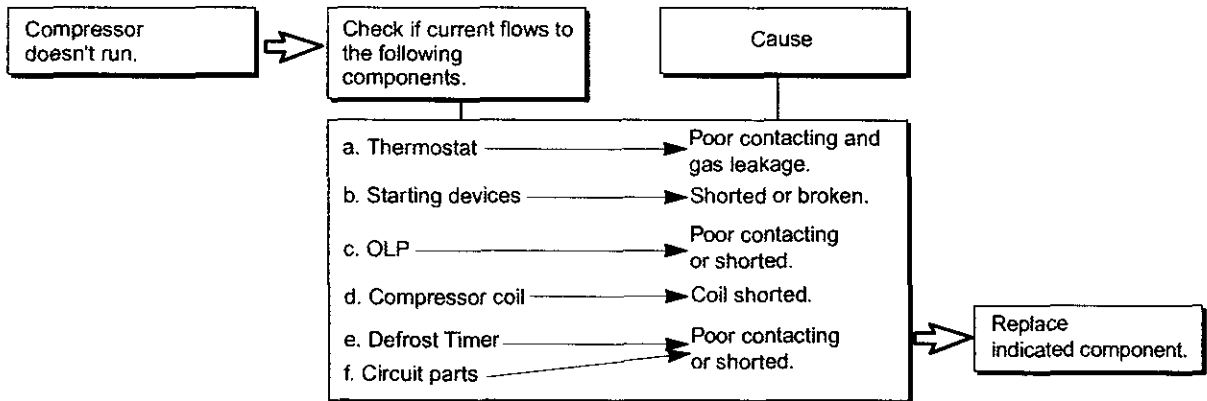 Compressor
doesn't run.
Check if current flows to
the following
components.
Cause
a. Thermostat
Poor contacting and
gas leakage.
b. Starting devices
Shorted or broken.
c. OLP
Poor contacting
or shorted.
d. Compressor coil
Coil shorted.
e. Defrost Timer
Poor contacting
or shorted.
f. Circuit parts
Replace
indicated component.